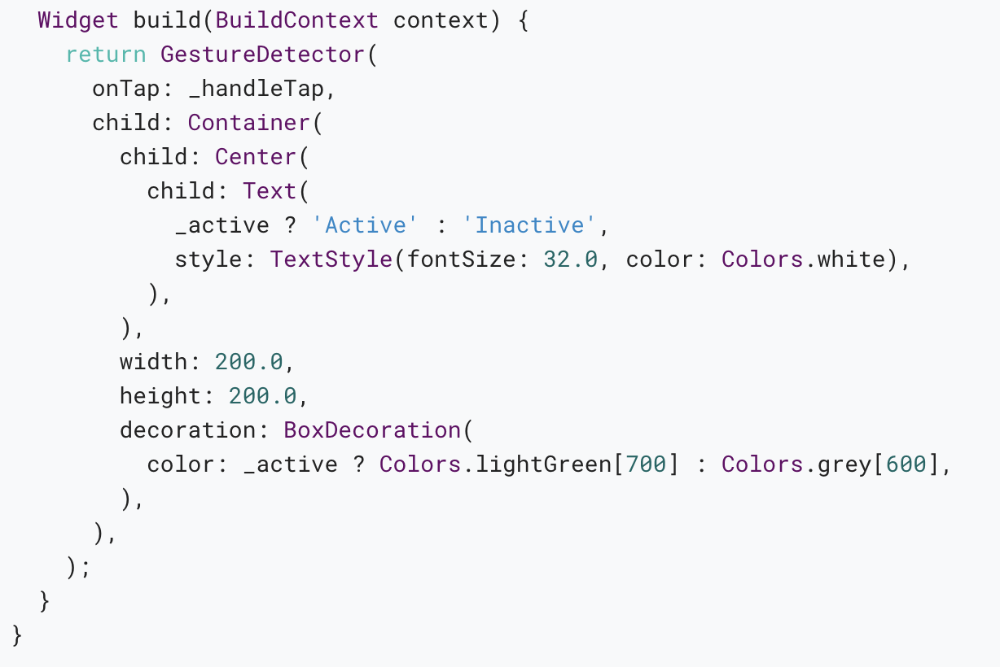 Widget build(BuildContext context) {
return GestureDetector(
onTap: _handleTap,
child: Container(
child: Center(
child: Text(
_active ? 'Active' : 'Inactive',
style: TextStyle(fontSize: 32.0, color: Colors.white),
),
),
width: 200.0,
height: 200.0,
decoration: BoxDecoration(
color: _active ? Colors.lightGreen[700] : Colors.grey[600],
),
),
);
}
}